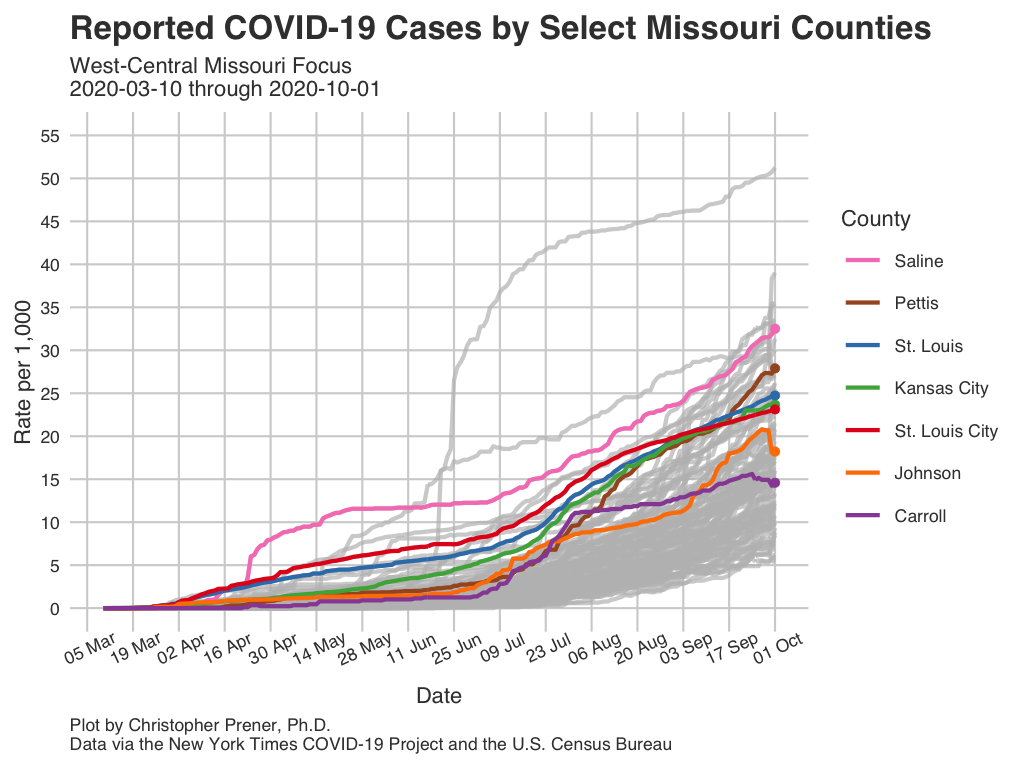 Reported COVID-19 Cases by Select Missouri Counties
West-Central Missouri Focus
2020-03-10 through 2020-10-01
55
50
45
40
35
30
25
20
15
10
5
0
Rate per 1,000
05 Mar
19 Mar
02 Apr
16 Apr
30 Apr
14 May
28 May
11 Jun
25 Jun
09 Jul
23 Jul
06 Aug
20 Aug
03 Sep
17 Sep
01 Oct
Date
County
Saline
Pettis
St. Louis
Kansas City
St. Louis City
Johnson
Carroll
Plot by Christopher Prener, Ph.D.
Data via the New York Times COVID-19 Project and the U.S. Census Bureau